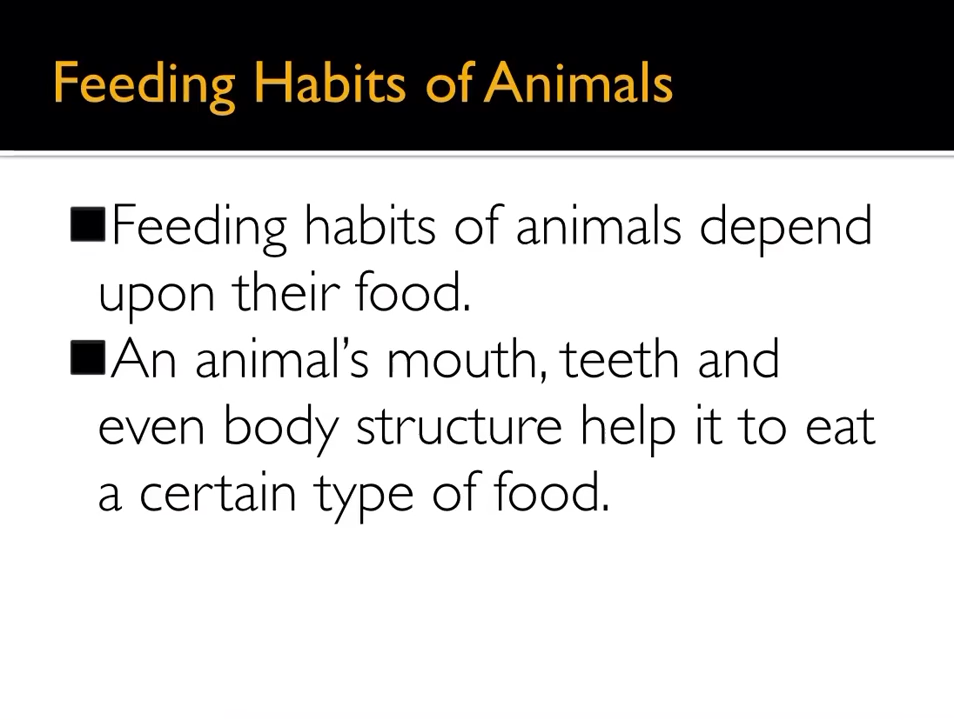 Feeding Habits of Animals
■Feeding habits of animals depend
upon their food.
■An animal’s mouth, teeth and
even body structure help it to eat
a certain type of food.